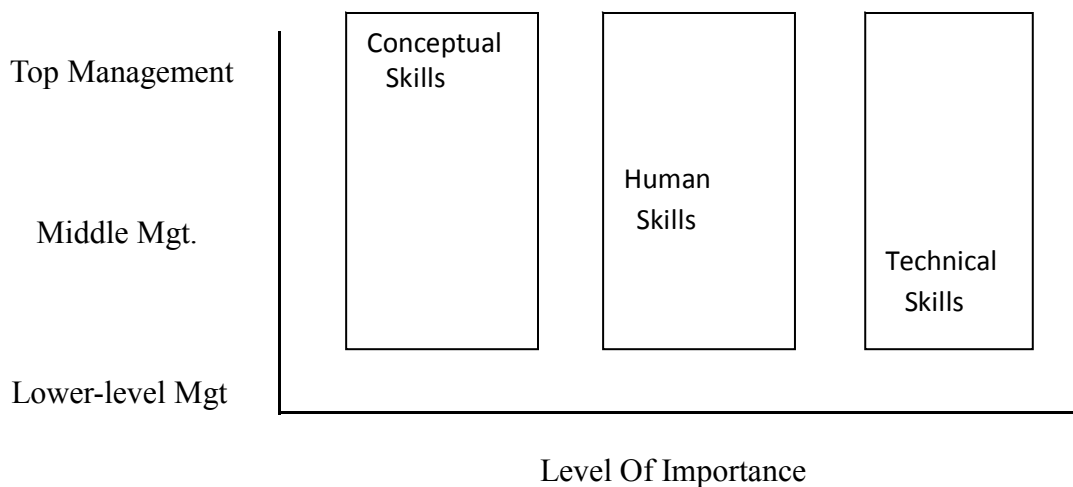 Conceptual
Skills
Top Management
Human
Skills
Middle Mgt.
Technical
Skills
Lower-level Mgt
Level Of Importance